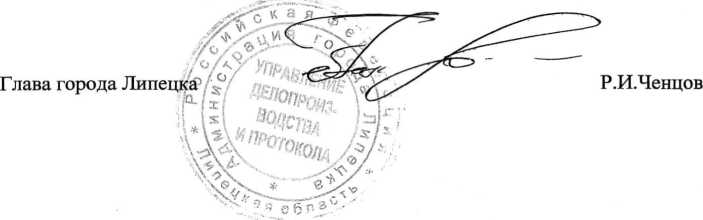 Глава города Липецка
Р.И.Ченцов
Российская Федерация
Липецкая область
Администрация города Липецка
УПРАВЛЕНИЕ
ДЕЛОПРОИЗ-
ВОДСТВА
И ПРОТОКОЛА